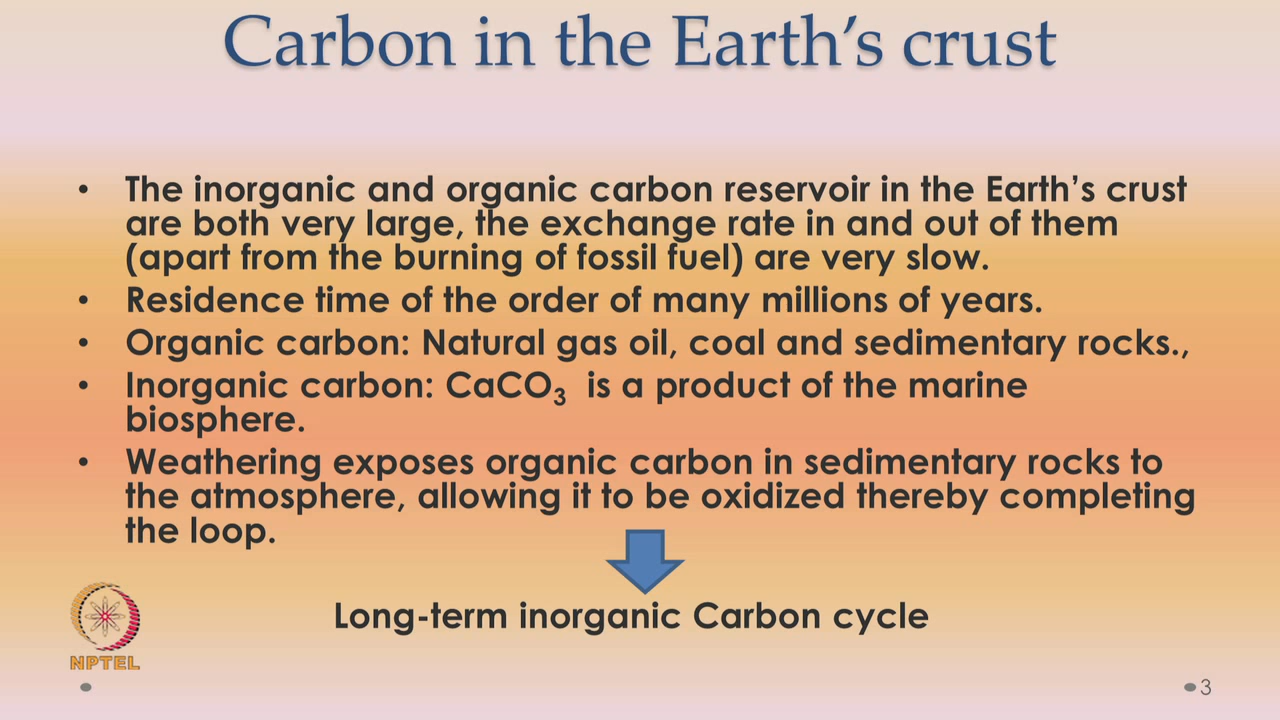 Carbon in the Earth’s crust
• The inorganic and organic carbon reservoir in the Earth’s crust
are both very large, the exchange rate in and out of them
(apart from the burning of fossil fuel) are very slow.
• Residence time of the order of many millions of years.
• Organic carbon: Natural gas oil, coal and sedimentary rocks.,
• Inorganic carbon: CaCO₃ is a product of the marine
biosphere.
• Weathering exposes organic carbon in sedimentary rocks to
the atmosphere, allowing it to be oxidized thereby completing
the loop.
Long-term inorganic Carbon cycle
NPTEL
3